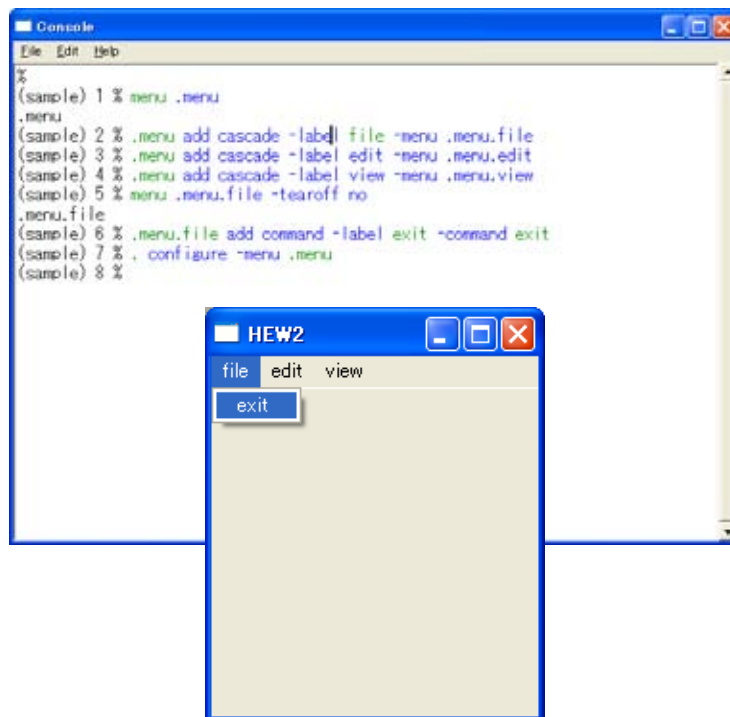 Console
File Edit Help
%
(sample) 1 % menu .menu
.menu
(sample) 2 % .menu add cascade -label file -menu .menu.file
(sample) 3 % .menu add cascade -label edit -menu .menu.edit
(sample) 4 % .menu add cascade -label view -menu .menu.view
(sample) 5 % menu .menu.file -tearoff no
.menu.file
(sample) 6 % .menu.file add command -label exit -command exit
(sample) 7 % . configure -menu .menu
(sample) 8 %
HEW2
file edit view
exit